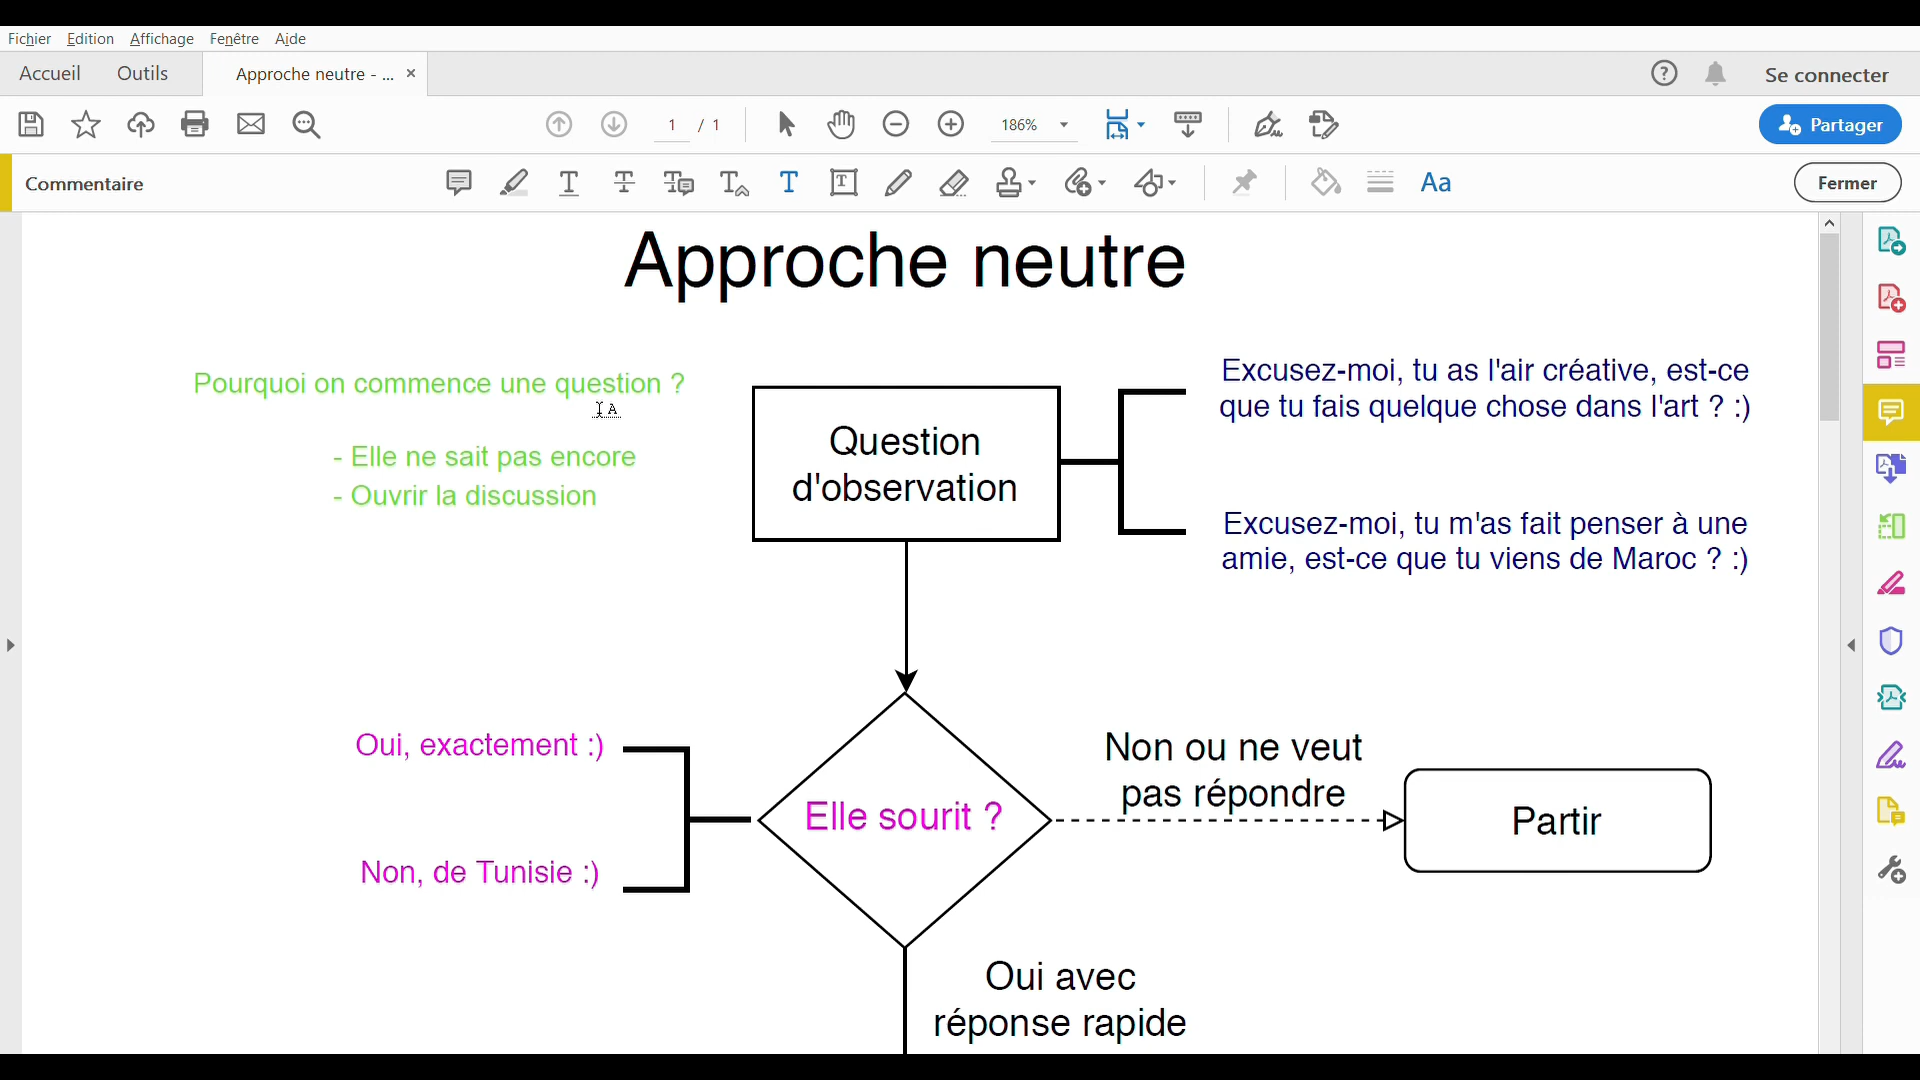 Fichier Edition Affichage Fenêtre Aide
Accueil Outils Approche neutre - ... × Se connecter
1 / 1 186% Partager
Commentaire Aa Fermer
Approche neutre
Pourquoi on commence une question ?
- Elle ne sait pas encore
- Ouvrir la discussion
Question
d'observation
Excusez-moi, tu as l'air créative, est-ce
que tu fais quelque chose dans l'art ? :)
Excusez-moi, tu m'as fait penser à une
amie, est-ce que tu viens de Maroc ? :)
Oui, exactement :)
Non, de Tunisie :)
Elle sourit ?
Non ou ne veut
pas répondre
Partir
Oui avec
réponse rapide